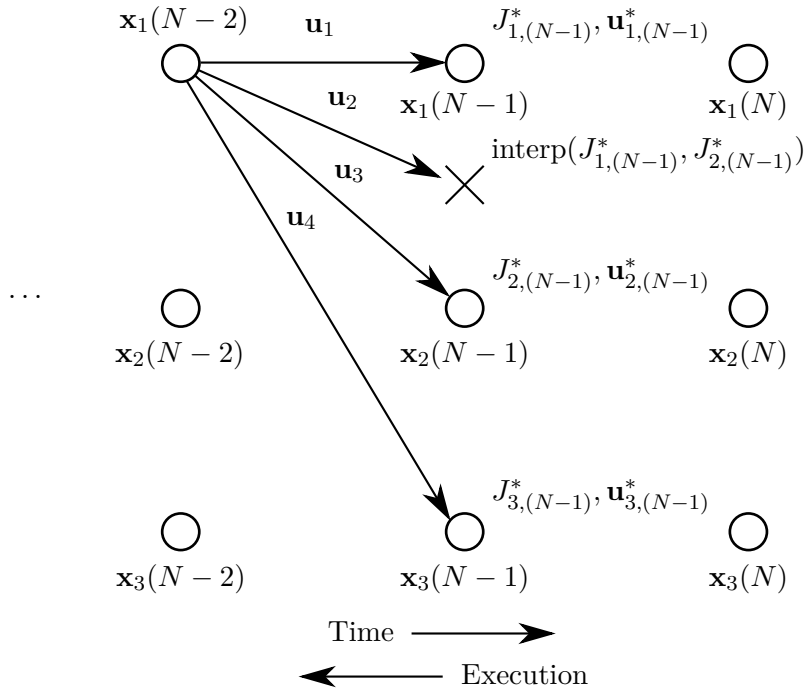 x₁(N−2) u₁ J*₁,₍N−1₎, u*₁,₍N−1₎
u₂ x₁(N−1) x₁(N)
interp(J*₁,₍N−1₎, J*₂,₍N−1₎)
u₃
u₄
J*₂,₍N−1₎, u*₂,₍N−1₎
...
x₂(N−2) x₂(N−1) x₂(N)
J*₃,₍N−1₎, u*₃,₍N−1₎
x₃(N−2) x₃(N−1) x₃(N)
Time
Execution